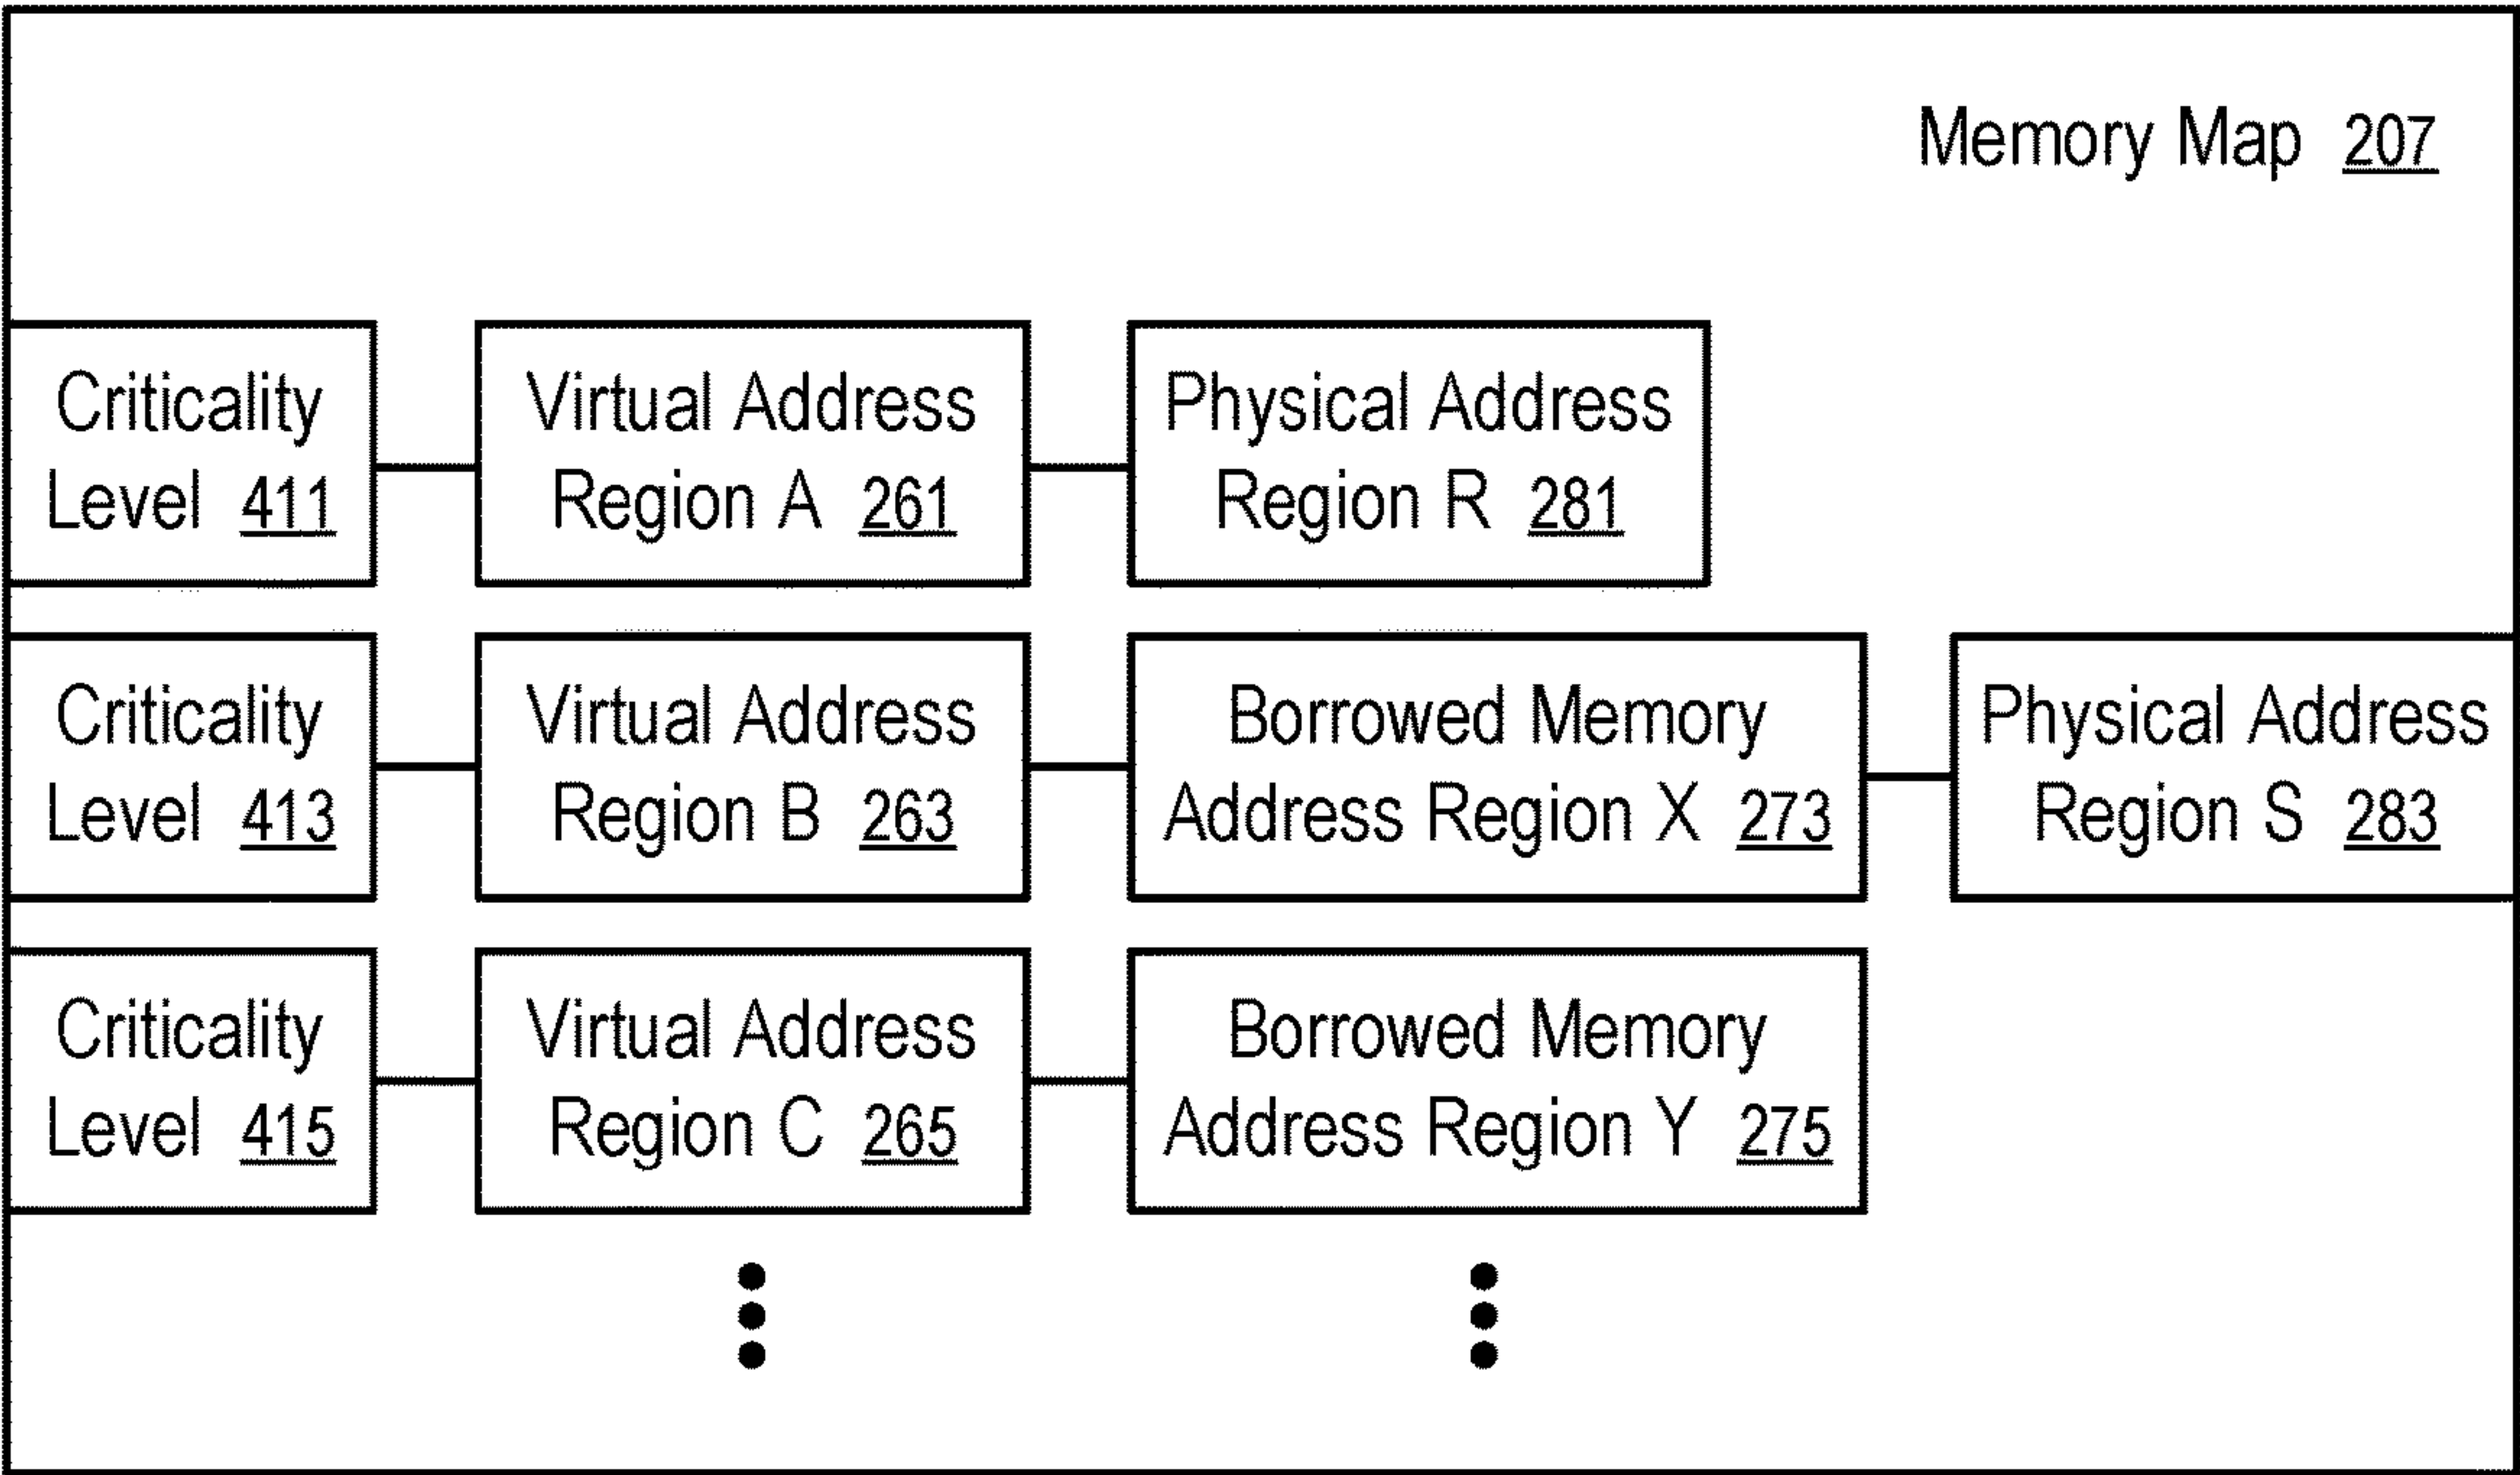 Memory Map 207
Criticality
Level 411
Virtual Address
Region A 261
Physical Address
Region R 281
Criticality
Level 413
Virtual Address
Region B 263
Borrowed Memory
Address Region X 273
Physical Address
Region S 283
Criticality
Level 415
Virtual Address
Region C 265
Borrowed Memory
Address Region Y 275